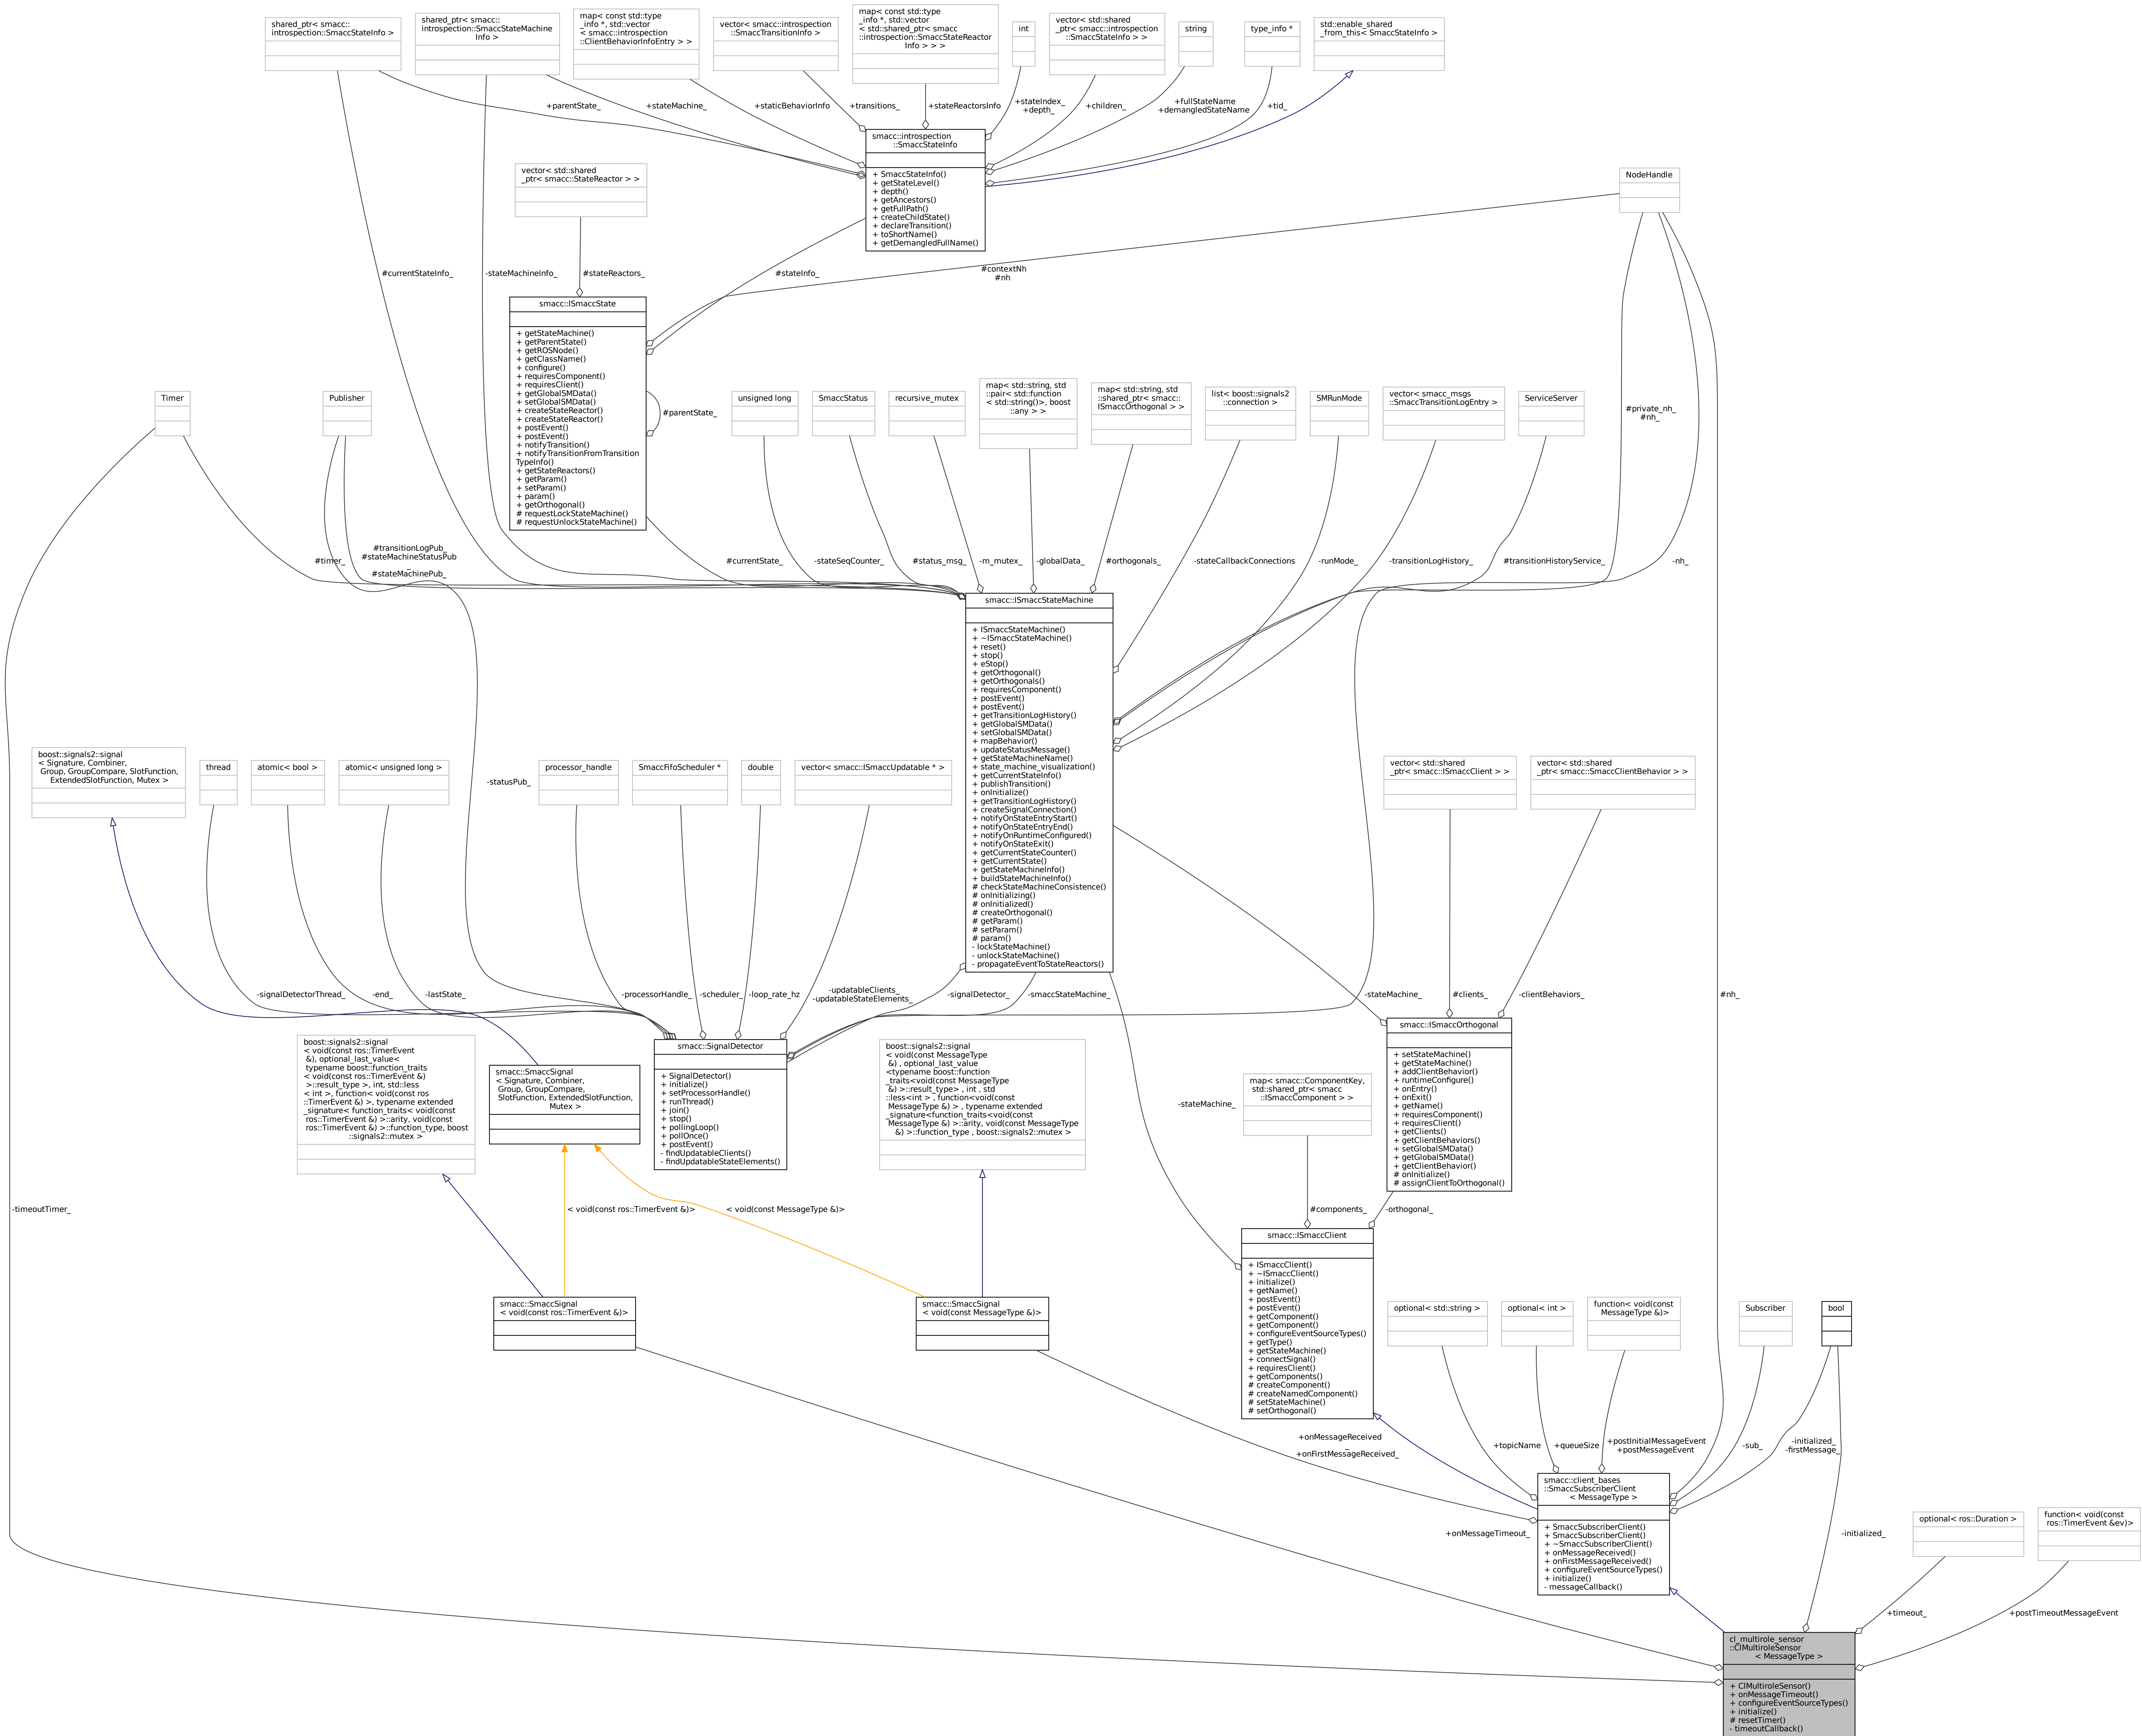 shared_ptr< smacc::
introspection::SmaccStateInfo >
shared_ptr< smacc::
introspection::SmaccStateMachine
Info >
map< const std::type
_info *, std::vector
< smacc::introspection
::ClientBehaviorInfoEntry > >
vector< smacc::introspection
::SmaccTransitionInfo >
map< const std::type
_info *, std::vector
< std::shared_ptr< smacc
::introspection::SmaccStateReactor
Info > > >
int
vector< std::shared
_ptr< smacc::introspection
::SmaccStateInfo > >
string
type_info *
std::enable_shared
_from_this< SmaccStateInfo >
+parentState_
+stateMachine_
+staticBehaviorInfo
+transitions_
+stateReactorsInfo
+stateIndex_
+depth_
+children_
+fullStateName
+demangledStateName
+tid_
smacc::introspection
::SmaccStateInfo
+ SmaccStateInfo()
+ getStateLevel()
+ depth()
+ getAncestors()
+ getFullPath()
+ createChildState()
+ declareTransition()
+ toShortName()
+ getDemangledFullName()
vector< std::shared
_ptr< smacc::StateReactor > >
NodeHandle
#currentStateInfo_
-stateMachineInfo_
#stateReactors_
#stateInfo_
#contextNh
#nh
smacc::ISmaccState
+ getStateMachine()
+ getParentState()
+ getROSNode()
+ getClassName()
+ configure()
+ requiresComponent()
+ requiresClient()
+ getGlobalSMData()
+ setGlobalSMData()
+ createStateReactor()
+ createStateReactor()
+ postEvent()
+ postEvent()
+ notifyTransition()
+ notifyTransitionFromTransition
TypeInfo()
+ getStateReactors()
+ getParam()
+ setParam()
+ param()
+ getOrthogonal()
# requestLockStateMachine()
# requestUnlockStateMachine()
#parentState_
Timer
Publisher
unsigned long
SmaccStatus
recursive_mutex
map< std::string, std
::pair< std::function
< std::string()>, boost
::any > >
map< std::string, std
::shared_ptr< smacc::
ISmaccOrthogonal > >
list< boost::signals2
::connection >
SMRunMode
vector< smacc_msgs
::SmaccTransitionLogEntry >
ServiceServer
#private_nh_
#nh_
#timer_
#transitionLogPub_
#stateMachineStatusPub
_
#stateMachinePub_
#currentState_
-stateSeqCounter_
#status_msg_
-m_mutex_
-globalData_
#orthogonals_
-stateCallbackConnections
-runMode_
-transitionLogHistory_
#transitionHistoryService_
-nh_
smacc::ISmaccStateMachine
+ ISmaccStateMachine()
+ ~ISmaccStateMachine()
+ reset()
+ stop()
+ eStop()
+ getOrthogonal()
+ getOrthogonals()
+ requiresComponent()
+ postEvent()
+ postEvent()
+ getTransitionLogHistory()
+ getGlobalSMData()
+ setGlobalSMData()
+ mapBehavior()
+ updateStatusMessage()
+ getStateMachineName()
+ state_machine_visualization()
+ getCurrentStateInfo()
+ publishTransition()
+ onInitialize()
+ getTransitionLogHistory()
+ createSignalConnection()
+ notifyOnStateEntryStart()
+ notifyOnStateEntryEnd()
+ notifyOnRuntimeConfigured()
+ notifyOnStateExit()
+ getCurrentStateCounter()
+ getCurrentState()
+ getStateMachineInfo()
+ buildStateMachineInfo()
# checkStateMachineConsistence()
# onInitializing()
# onInitialized()
# createOrthogonal()
# getParam()
# setParam()
# param()
- lockStateMachine()
- unlockStateMachine()
- propagateEventToStateReactors()
boost::signals2::signal
< Signature, Combiner,
Group, GroupCompare, SlotFunction,
ExtendedSlotFunction, Mutex >
thread
atomic< bool >
atomic< unsigned long >
-statusPub_
processor_handle
SmaccFifoScheduler *
double
vector< smacc::ISmaccUpdatable * >
vector< std::shared
_ptr< smacc::ISmaccClient > >
vector< std::shared
_ptr< smacc::SmaccClientBehavior > >
-signalDetectorThread_
-end_
-lastState_
-processorHandle_
-scheduler_
-loop_rate_hz
-updatableClients_
-updatableStateElements_
-signalDetector_
-smaccStateMachine_
-stateMachine_
#clients_
-clientBehaviors_
#nh_
boost::signals2::signal
< void(const ros::TimerEvent
&), optional_last_value<
typename boost::function_traits
< void(const ros::TimerEvent &)
>::result_type >, int, std::less
< int >, function< void(const ros
::TimerEvent &) >, typename extended
_signature< function_traits< void(const
ros::TimerEvent &) >::arity, void(const
ros::TimerEvent &) >::function_type, boost
::signals2::mutex >
smacc::SmaccSignal
< Signature, Combiner,
Group, GroupCompare,
SlotFunction, ExtendedSlotFunction,
Mutex >
smacc::SignalDetector
+ SignalDetector()
+ initialize()
+ setProcessorHandle()
+ runThread()
+ join()
+ stop()
+ pollingLoop()
+ pollOnce()
+ postEvent()
- findUpdatableClients()
- findUpdatableStateElements()
boost::signals2::signal
< void(const MessageType
&) , optional_last_value
<typename boost::function
_traits<void(const MessageType
&) >::result_type> , int , std
::less<int > , function<void(const
MessageType &) > , typename extended
_signature<function_traits<void(const
MessageType &) >::arity, void(const MessageType
&) >::function_type , boost::signals2::mutex >
-stateMachine_
map< smacc::ComponentKey,
std::shared_ptr< smacc
::ISmaccComponent > >
smacc::ISmaccOrthogonal
+ setStateMachine()
+ getStateMachine()
+ addClientBehavior()
+ runtimeConfigure()
+ onEntry()
+ onExit()
+ getName()
+ requiresComponent()
+ requiresClient()
+ getClients()
+ getClientBehaviors()
+ setGlobalSMData()
+ getGlobalSMData()
+ getClientBehavior()
# onInitialize()
# assignClientToOrthogonal()
-timeoutTimer_
< void(const ros::TimerEvent &)>
< void(const MessageType &)>
#components_
-orthogonal_
smacc::ISmaccClient
+ ISmaccClient()
+ ~ISmaccClient()
+ initialize()
+ getName()
+ postEvent()
+ postEvent()
+ getComponent()
+ getComponent()
+ configureEventSourceTypes()
+ getType()
+ getStateMachine()
+ connectSignal()
+ requiresClient()
+ getComponents()
# createComponent()
# createNamedComponent()
# setStateMachine()
# setOrthogonal()
smacc::SmaccSignal
< void(const ros::TimerEvent &)>
smacc::SmaccSignal
< void(const MessageType &)>
optional< std::string >
optional< int >
function< void(const
MessageType &)>
Subscriber
bool
+onMessageReceived
_
+onFirstMessageReceived_
+topicName
+queueSize
+postInitialMessageEvent
+postMessageEvent
-sub_
-initialized_
-firstMessage_
smacc::client_bases
::SmaccSubscriberClient
< MessageType >
+ SmaccSubscriberClient()
+ SmaccSubscriberClient()
+ ~SmaccSubscriberClient()
+ onMessageReceived()
+ onFirstMessageReceived()
+ configureEventSourceTypes()
+ initialize()
- messageCallback()
+onMessageTimeout_
-initialized_
optional< ros::Duration >
function< void(const
ros::TimerEvent &ev)>
+timeout_
+postTimeoutMessageEvent
cl_multirole_sensor
::ClMultiroleSensor
< MessageType >
+ ClMultiroleSensor()
+ onMessageTimeout()
+ configureEventSourceTypes()
+ initialize()
# resetTimer()
- timeoutCallback()